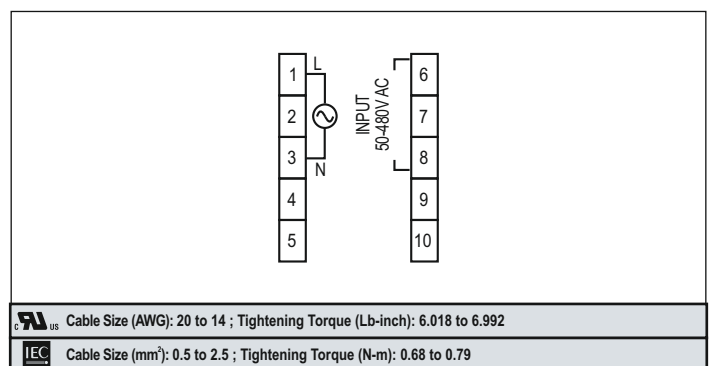 1
2
3
4
5
L
N
INPUT
50-480V AC
6
7
8
9
10
c RU us Cable Size (AWG): 20 to 14 ; Tightening Torque (Lb-inch): 6.018 to 6.992
IEC Cable Size (mm²): 0.5 to 2.5 ; Tightening Torque (N-m): 0.68 to 0.79